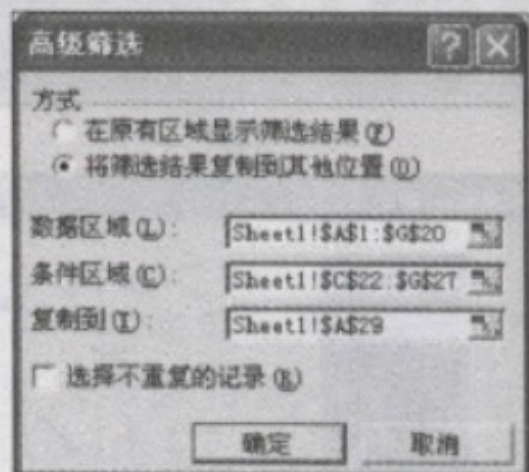 高级筛选
方式
在原有区域显示筛选结果(F)
将筛选结果复制到其他位置(O)
数据区域(L): Sheet1!$A$1:$G$20
条件区域(C): Sheet1!$C$22:$G$27
复制到(T): Sheet1!$A$29
选择不重复的记录(R)
确定 取消